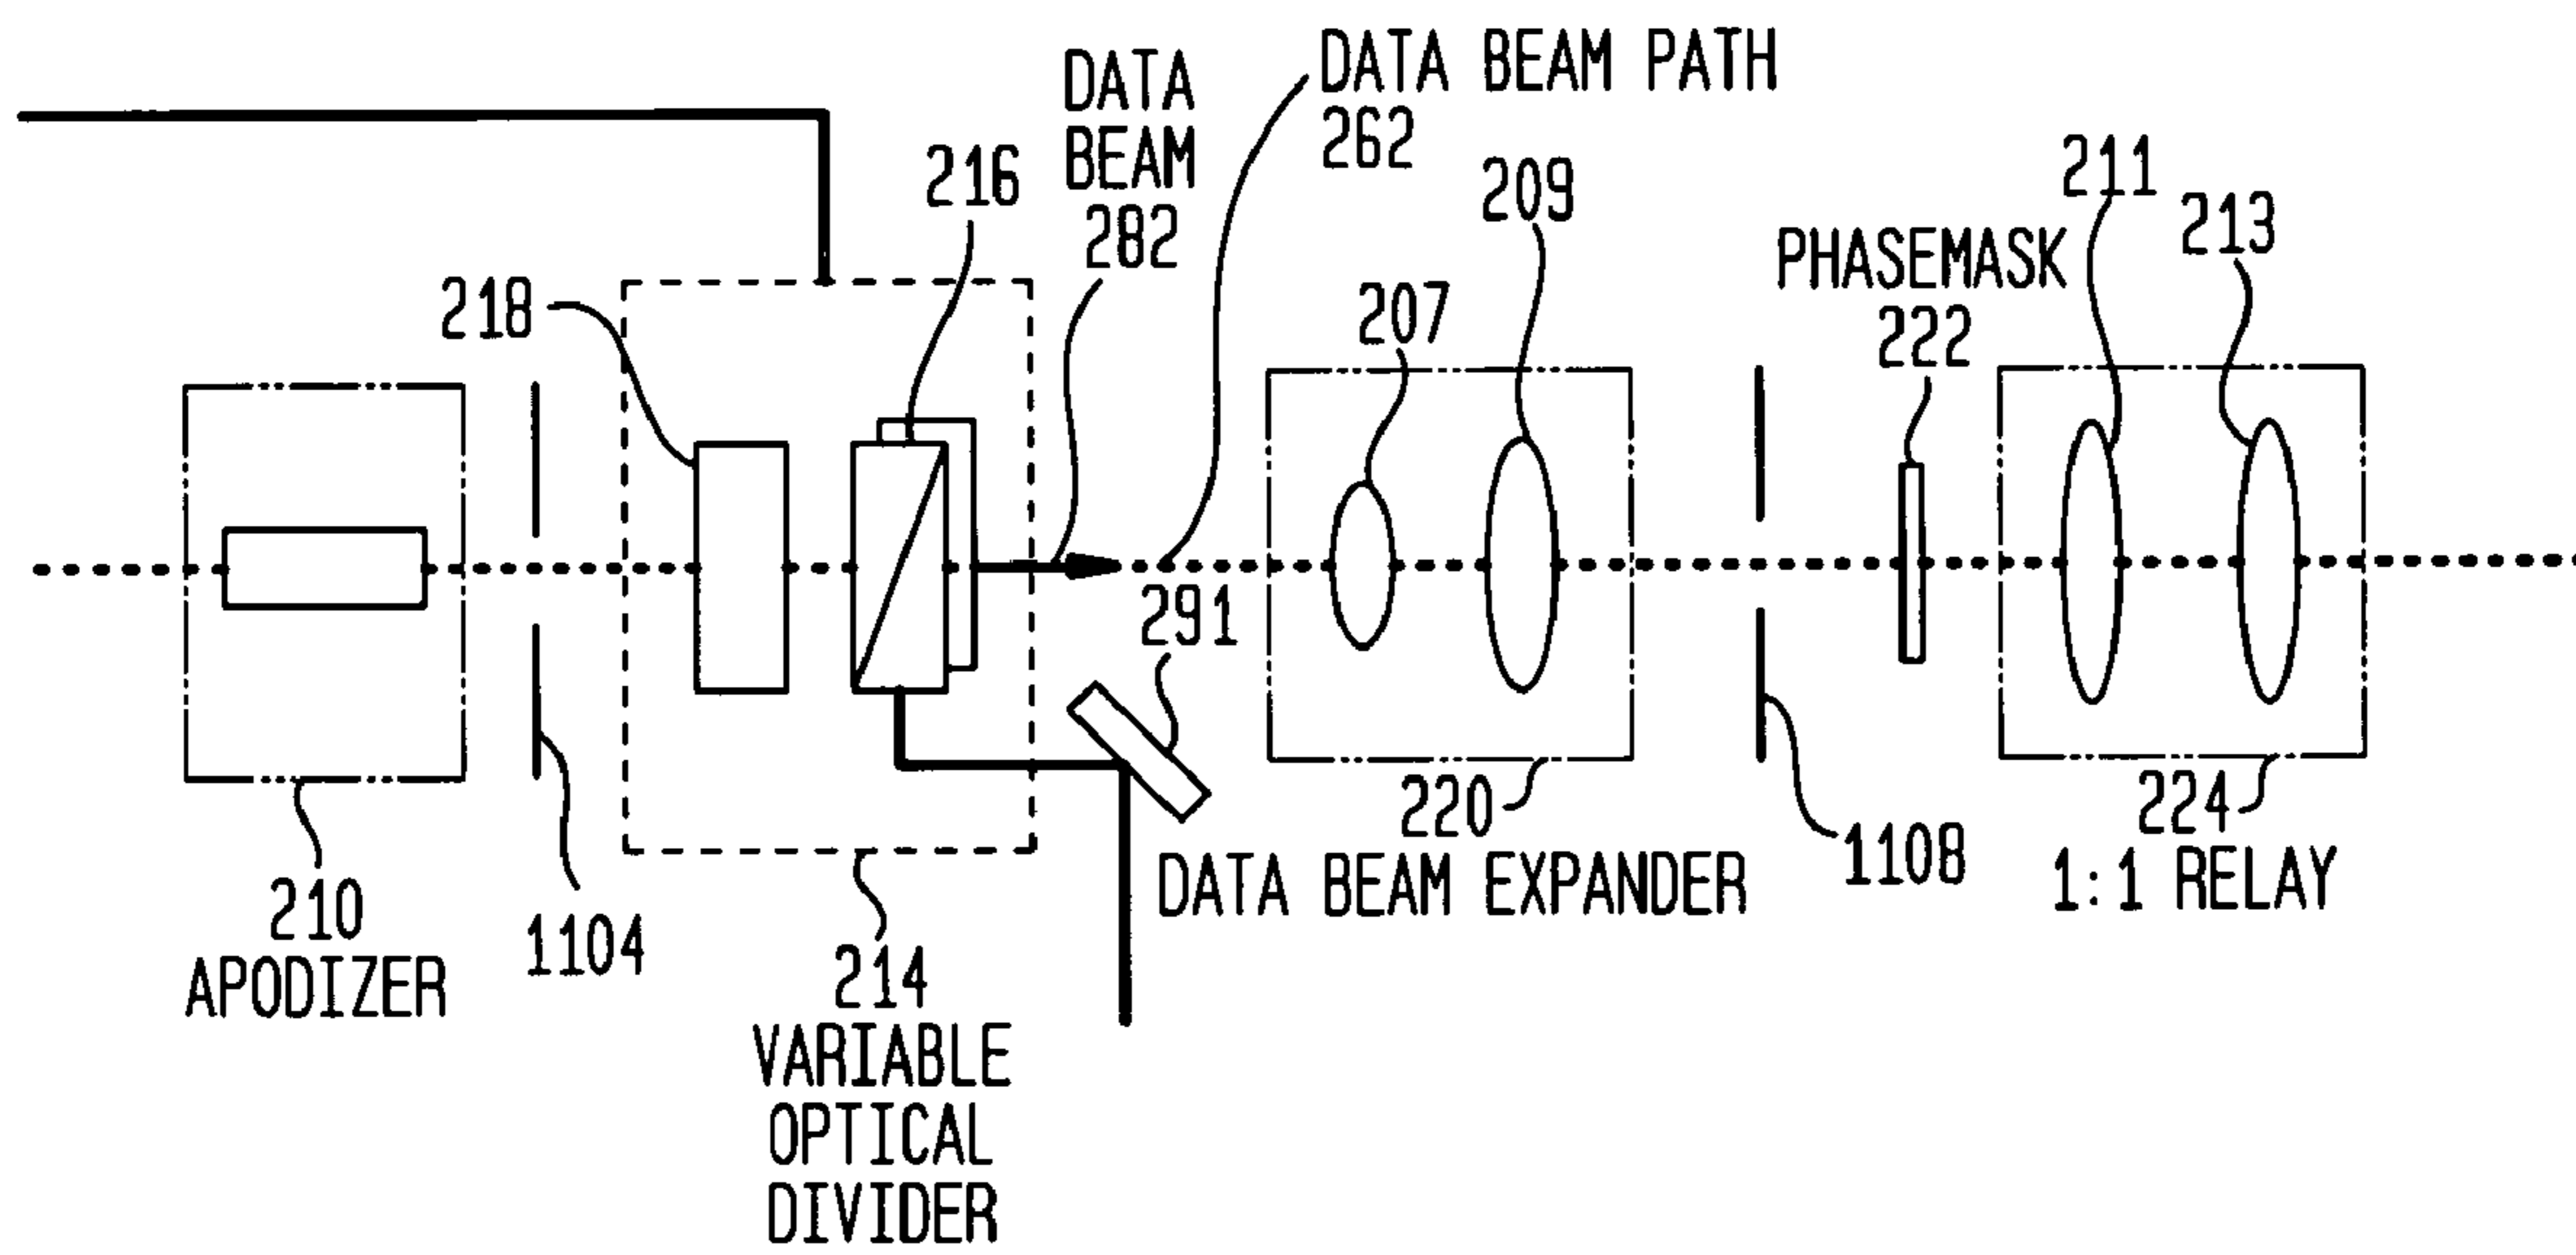 DATA
BEAM
282
DATA BEAM PATH
262
216
218
209
207
211
213
PHASEMASK
222
291
210
APODIZER
1104
214
VARIABLE
OPTICAL
DIVIDER
220
DATA BEAM EXPANDER
1108
224
1:1 RELAY